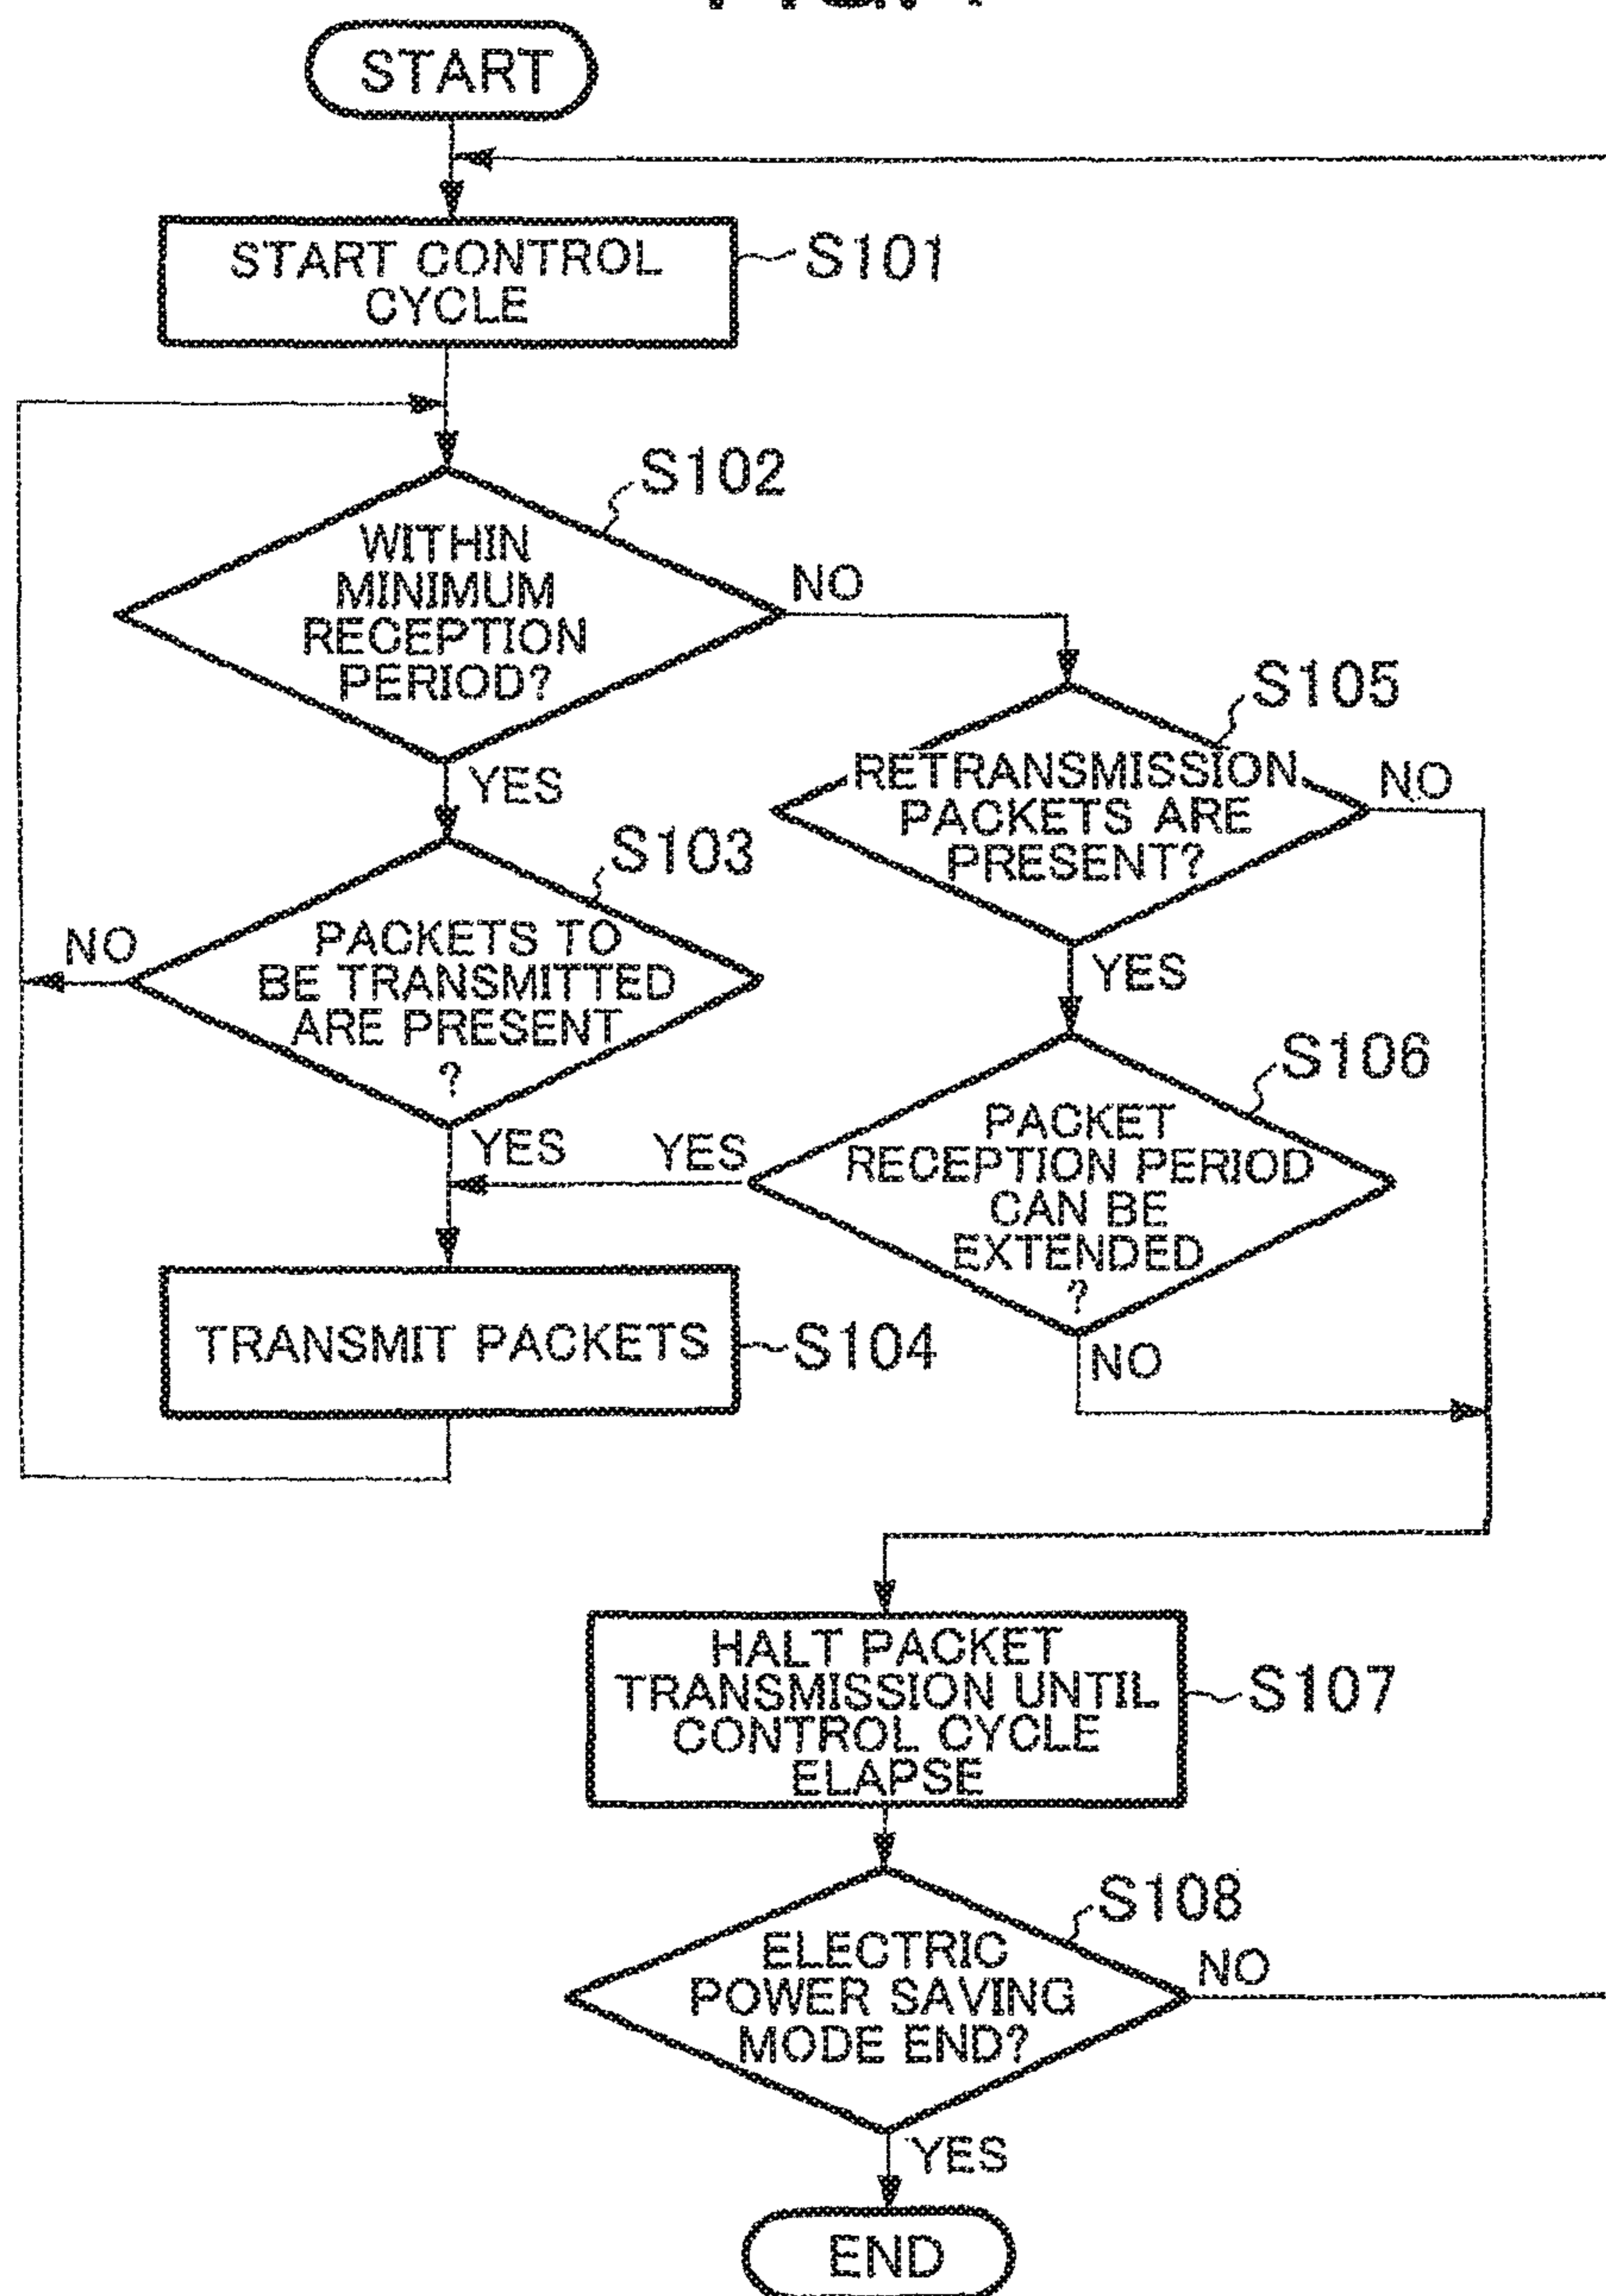 START
START CONTROL
CYCLE
S101
S102
WITHIN
MINIMUM
RECEPTION
PERIOD?
NO
YES
S105
RETRANSMISSION
PACKETS ARE
PRESENT?
NO
YES
S103
PACKETS TO
BE TRANSMITTED
ARE PRESENT
?
NO
YES
S106
PACKET
RECEPTION PERIOD
CAN BE
EXTENDED
?
YES
NO
TRANSMIT PACKETS
S104
HALT PACKET
TRANSMISSION UNTIL
CONTROL CYCLE
ELAPSE
S107
S108
ELECTRIC
POWER SAVING
MODE END?
NO
YES
END